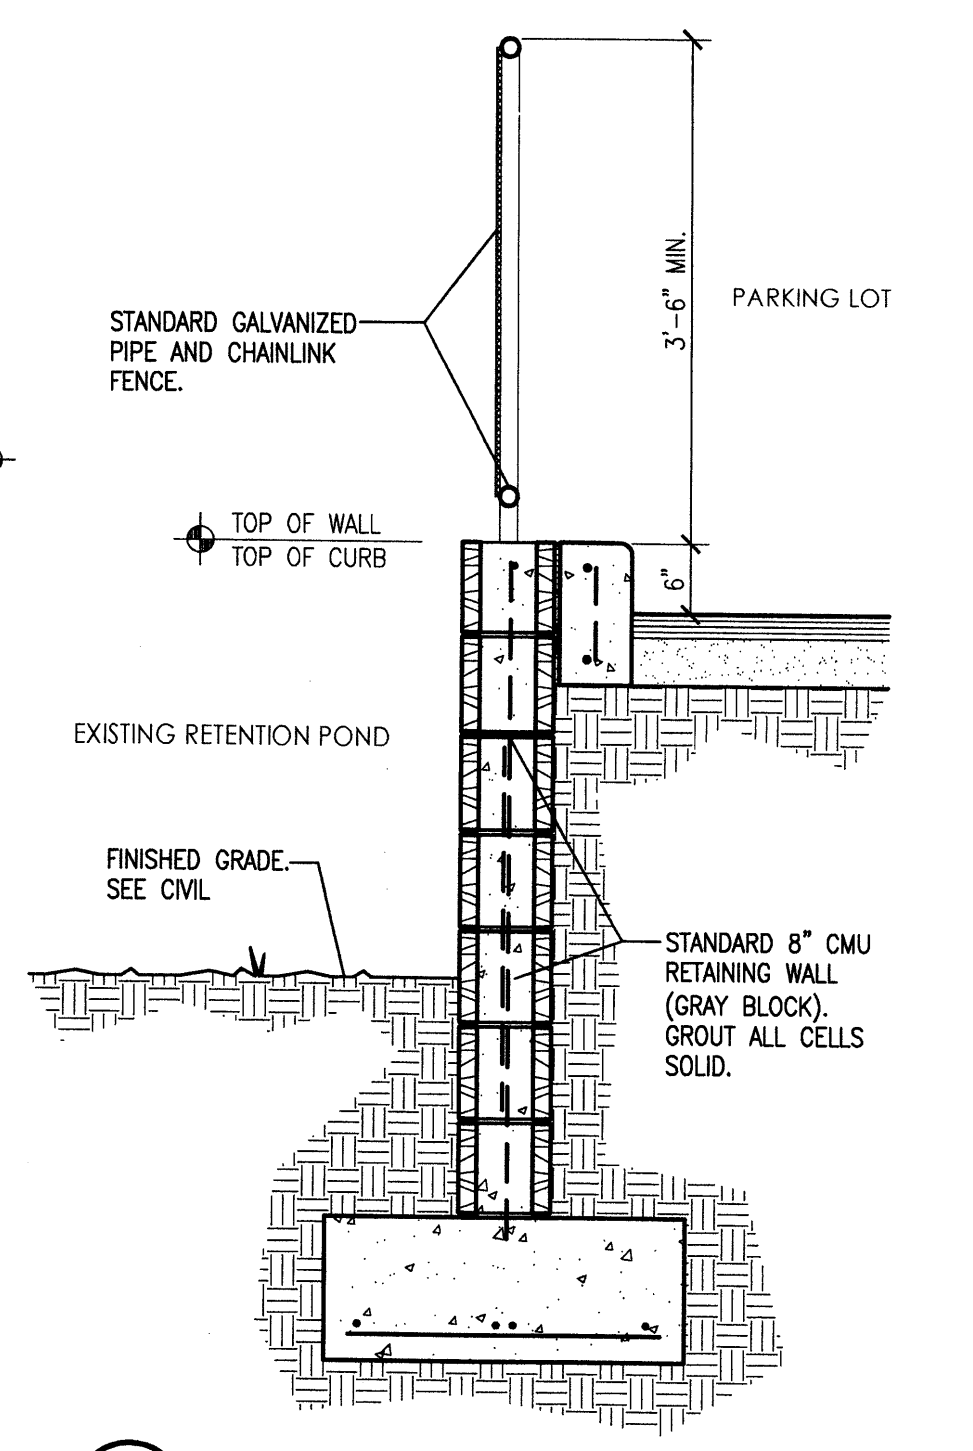 3'-6" MIN.
PARKING LOT
STANDARD GALVANIZED
PIPE AND CHAINLINK
FENCE.
TOP OF WALL
TOP OF CURB
6"
EXISTING RETENTION POND
FINISHED GRADE.
SEE CIVIL
STANDARD 8" CMU
RETAINING WALL
(GRAY BLOCK).
GROUT ALL CELLS
SOLID.